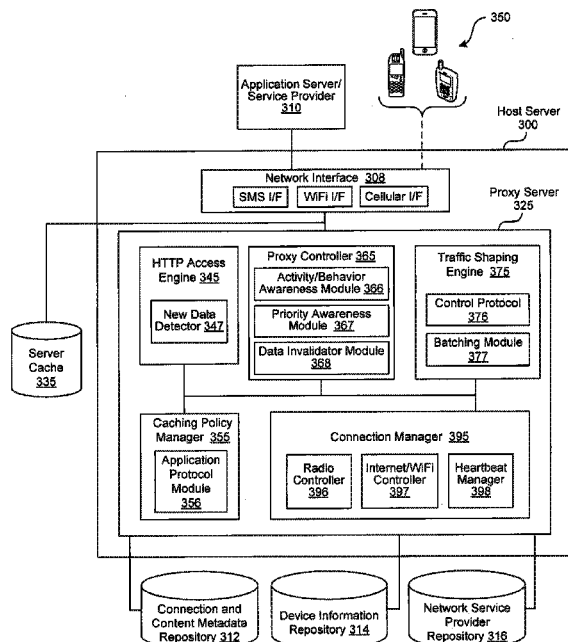 350
Application Server/
Service Provider
310
Host Server
300
Network Interface 308
SMS I/F
WiFi I/F
Cellular I/F
Proxy Server
325
HTTP Access
Engine 345
New Data
Detector 347
Proxy Controller 365
Activity/Behavior
Awareness Module 366
Priority Awareness
Module 367
Data Invalidator Module
368
Traffic Shaping
Engine 375
Control Protocol
376
Batching Module
377
Server
Cache
335
Caching Policy
Manager 355
Application
Protocol
Module
356
Connection Manager 395
Radio
Controller
396
Internet/WiFi
Controller
397
Heartbeat
Manager
398
Connection and
Content Metadata
Repository 312
Device Information
Repository 314
Network Service
Provider
Repository 316